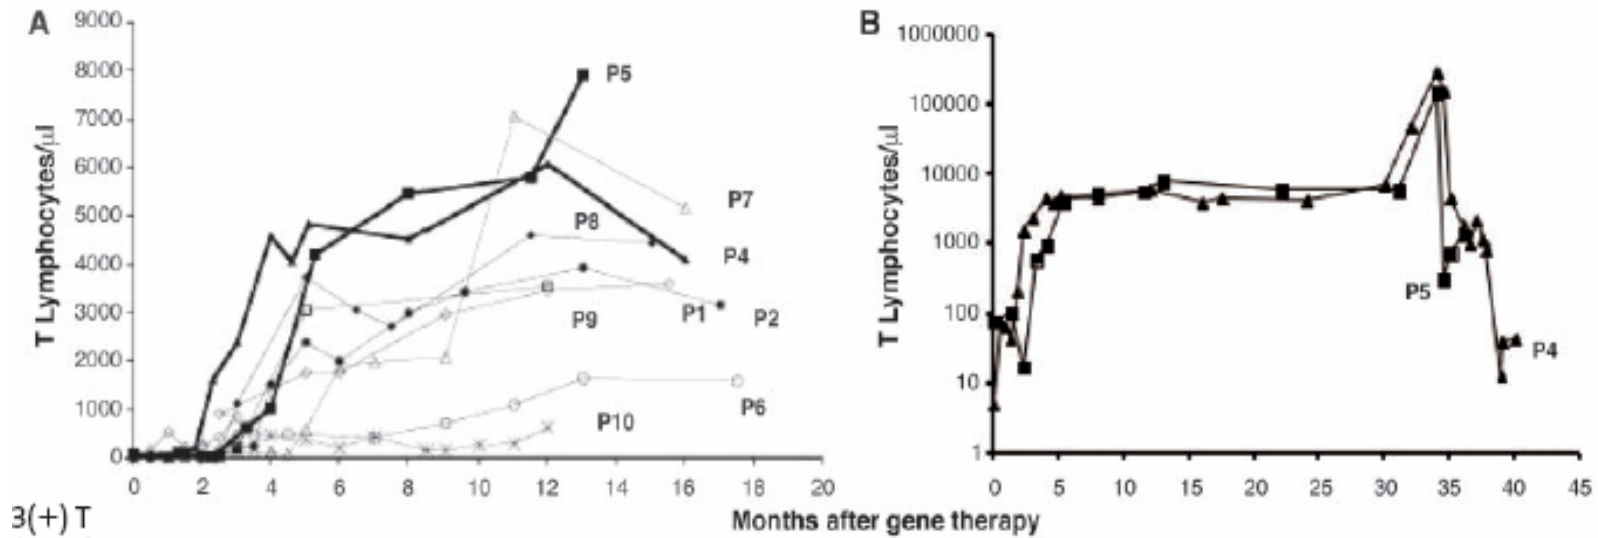 A
9000
8000
7000
6000
5000
4000
3000
2000
1000
0
T Lymphocytes/µl
P5
P7
P8
P4
P1
P2
P9
P6
P10
0 2 4 6 8 10 12 14 16 18 20
B
1000000
100000
10000
1000
100
10
1
T Lymphocytes/µl
P5
P4
0 5 10 15 20 25 30 35 40 45
Months after gene therapy
3(+) T